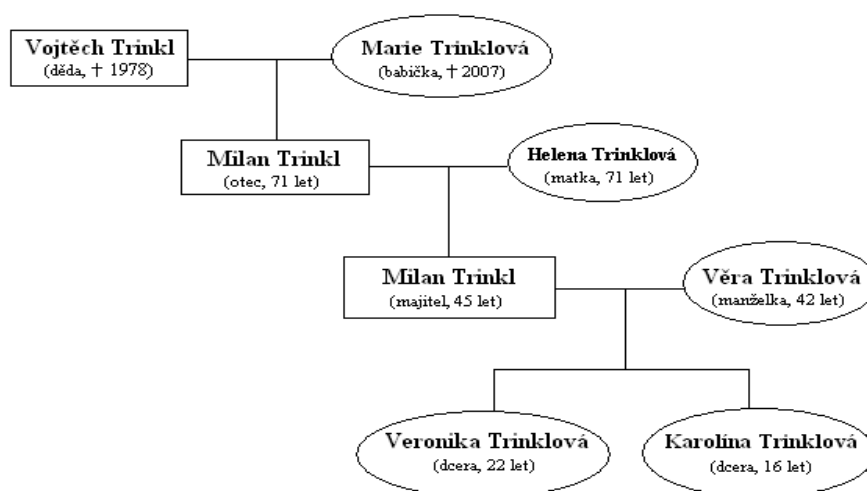 Vojtěch Trinkl
(děda, † 1978)
Marie Trinklová
(babička, † 2007)
Milan Trinkl
(otec, 71 let)
Helena Trinklová
(matka, 71 let)
Milan Trinkl
(majitel, 45 let)
Věra Trinklová
(manželka, 42 let)
Veronika Trinklová
(dcera, 22 let)
Karolína Trinklová
(dcera, 16 let)